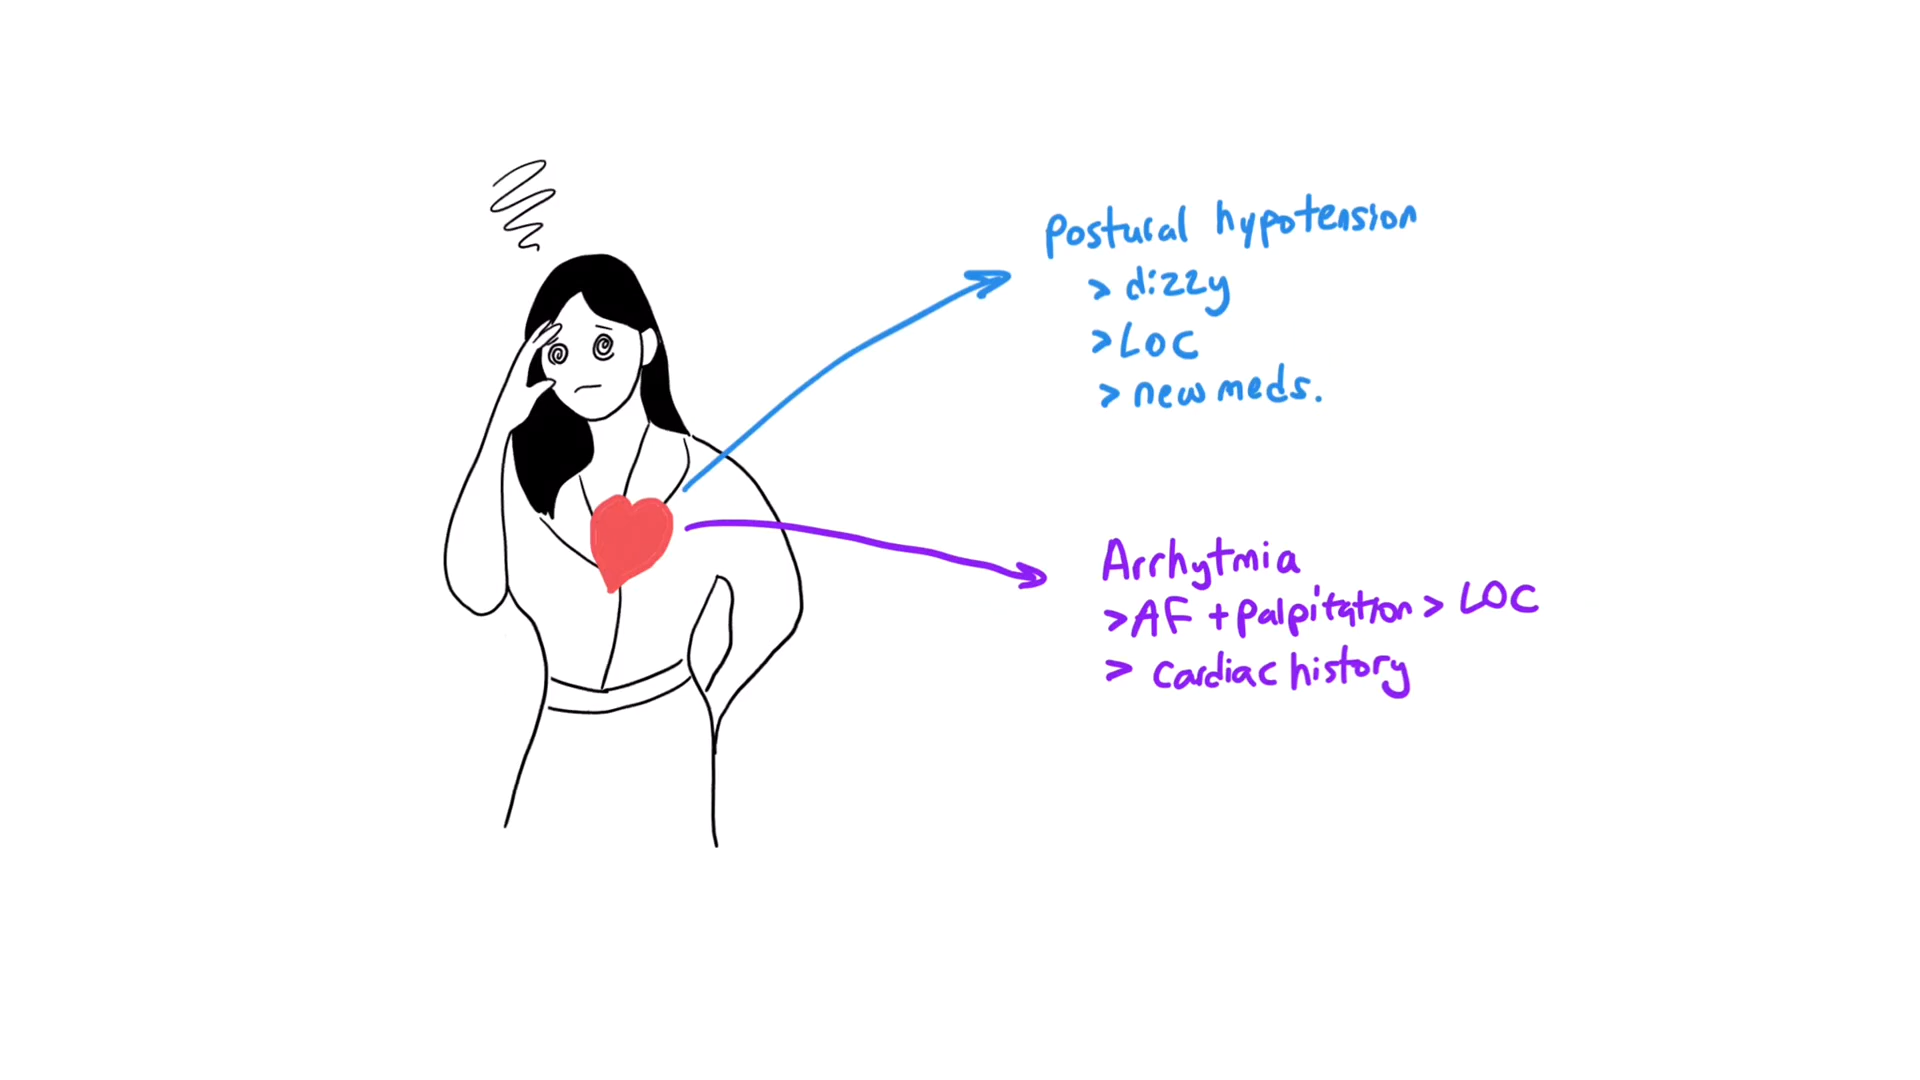 Postural hypotension
> dizzy
> LOC
> new meds.
Arrhytmia
> AF + palpitation > LOC
> cardiac history